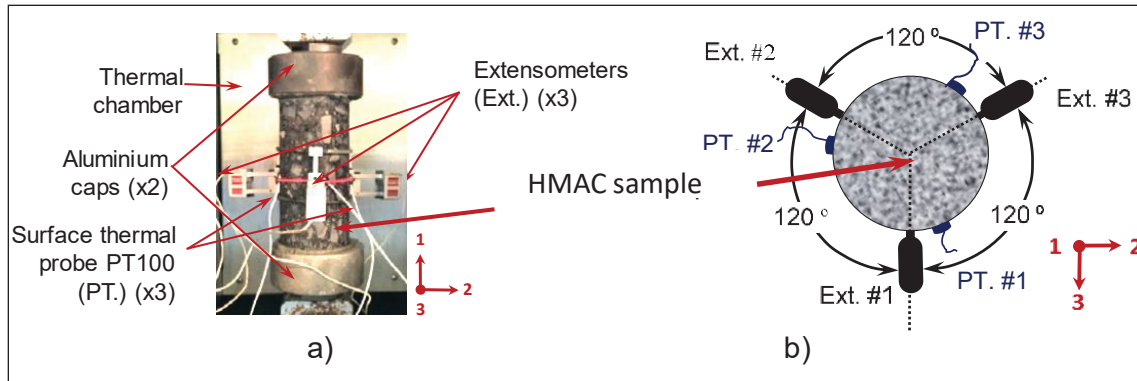 Thermal
chamber
Aluminium
caps (x2)
Surface thermal
probe PT100
(PT.) (x3)
Extensometers
(Ext.) (x3)
HMAC sample
1
2
3
a)
Ext. #2
120 º
PT. #3
Ext. #3
PT. #2
120 º
120 º
Ext. #1
PT. #1
1
2
3
b)